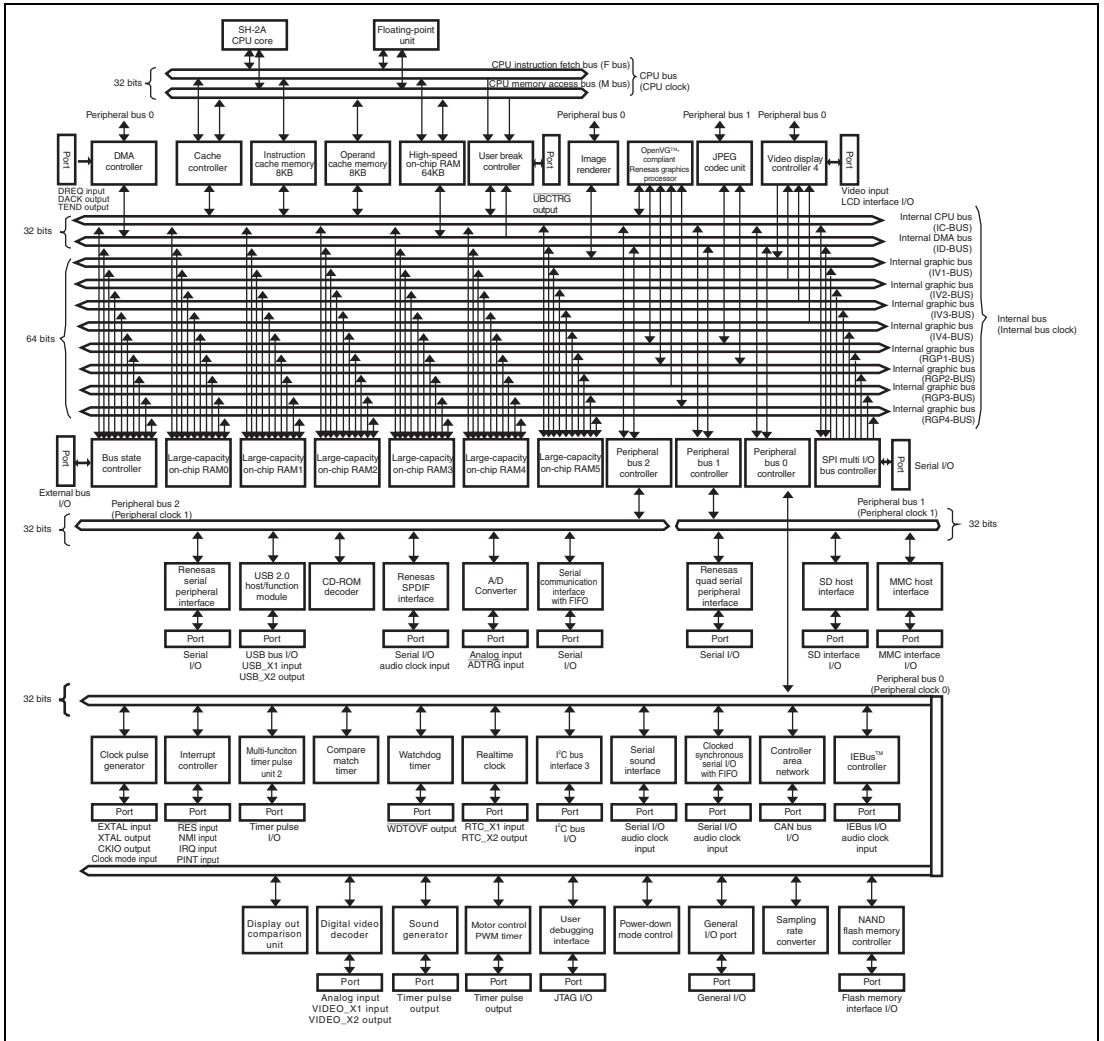 SH-2A
CPU core
Floating-point
unit
CPU instruction fetch bus (F bus)
CPU memory access bus (M bus)
CPU bus
(CPU clock)
32 bits
Peripheral bus 0
Peripheral bus 0
Peripheral bus 1
Peripheral bus 0
Port
DMA
controller
Cache
controller
Instruction
cache memory
8KB
Operand
cache memory
8KB
High-speed
on-chip RAM
64KB
User break
controller
Port
Image
renderer
OpenVG™-
compliant
Renesas graphics
processor
JPEG
codec unit
Video display
controller 4
Port
DREQ input
DACK output
TEND output
UBCTRG
output
Video input
LCD interface I/O
32 bits
Internal CPU bus
(IC-BUS)
Internal DMA bus
(ID-BUS)
Internal graphic bus
(IV1-BUS)
Internal graphic bus
(IV2-BUS)
Internal graphic bus
(IV3-BUS)
Internal graphic bus
(IV4-BUS)
Internal graphic bus
(RGP1-BUS)
Internal graphic bus
(RGP2-BUS)
Internal graphic bus
(RGP3-BUS)
Internal graphic bus
(RGP4-BUS)
64 bits
Internal bus
(Internal bus clock)
Port
Bus state
controller
Large-capacity
on-chip RAM0
Large-capacity
on-chip RAM1
Large-capacity
on-chip RAM2
Large-capacity
on-chip RAM3
Large-capacity
on-chip RAM4
Large-capacity
on-chip RAM5
Peripheral
bus 2
controller
Peripheral
bus 1
controller
Peripheral
bus 0
controller
SPI multi I/O
bus controller
Port
Serial I/O
External bus
I/O
Peripheral bus 2
(Peripheral clock 1)
Peripheral bus 1
(Peripheral clock 1)
32 bits
32 bits
Renesas
serial
peripheral
interface
USB 2.0
host/function
module
CD-ROM
decoder
Renesas
SPDIF
interface
A/D
Converter
Serial
communication
interface
with FIFO
Renesas
quad serial
peripheral
interface
SD host
interface
MMC host
interface
Port
Port
Port
Port
Port
Port
Port
Port
Serial
I/O
USB bus I/O
USB_X1 input
USB_X2 output
Serial I/O
audio clock input
Analog input
ADTRG input
Serial
I/O
Serial I/O
SD interface
I/O
MMC interface
I/O
Peripheral bus 0
(Peripheral clock 0)
32 bits
Clock pulse
generator
Interrupt
controller
Multi-funciton
timer pulse
unit 2
Compare
match
timer
Watchdog
timer
Realtime
clock
I²C bus
interface 3
Serial
sound
interface
Clocked
synchronous
serial I/O
with FIFO
Controller
area
network
IEBus™
controller
Port
Port
Port
Port
Port
Port
Port
Port
Port
Port
EXTAL input
XTAL output
CKIO output
Clock mode input
RES input
NMI input
IRQ input
PINT input
Timer pulse
I/O
WDTOVF output
RTC_X1 input
RTC_X2 output
I²C bus
I/O
Serial I/O
audio clock
input
Serial I/O
audio clock
input
CAN bus
I/O
IEBus I/O
audio clock
input
Display out
comparison
unit
Digital video
decoder
Sound
generator
Motor control
PWM timer
User
debugging
interface
Power-down
mode control
General
I/O port
Sampling
rate
converter
NAND
flash memory
controller
Port
Port
Port
Port
Port
Port
Analog input
VIDEO_X1 input
VIDEO_X2 output
Timer pulse
output
Timer pulse
output
JTAG I/O
General I/O
Flash memory
interface I/O